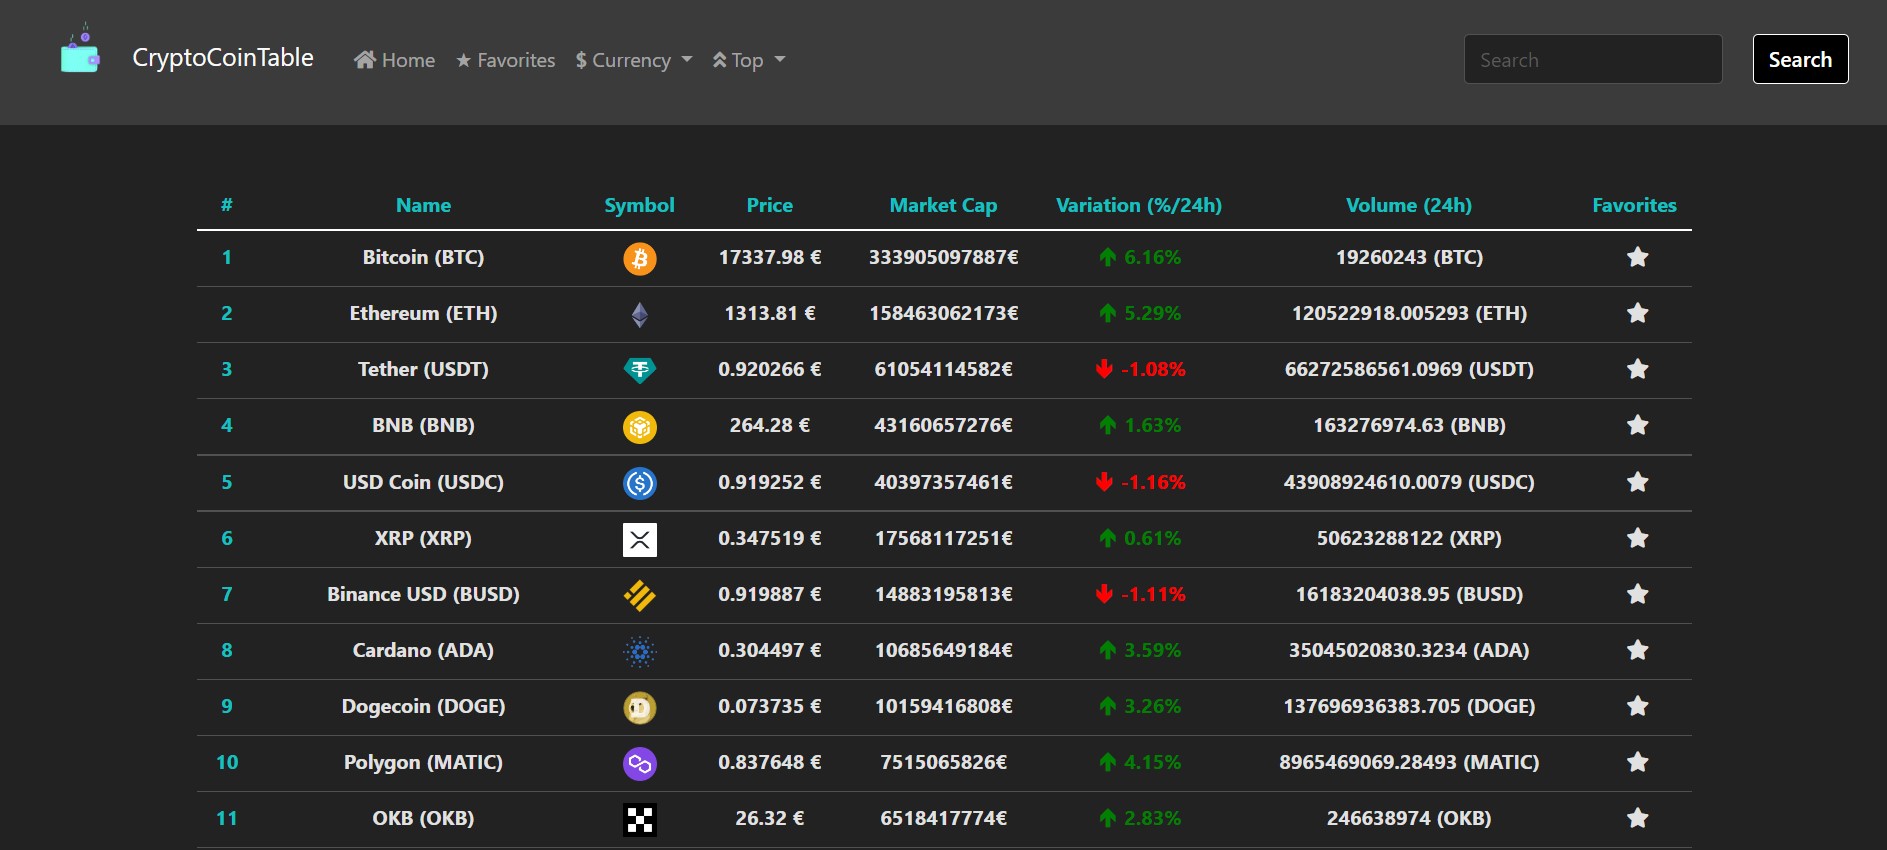 CryptoCoinTable Home Favorites $ Currency Top Search Search
# Name Symbol Price Market Cap Variation (%/24h) Volume (24h) Favorites
1 Bitcoin (BTC) 17337.98 € 333905097887€ 6.16% 19260243 (BTC)
2 Ethereum (ETH) 1313.81 € 158463062173€ 5.29% 120522918.005293 (ETH)
3 Tether (USDT) 0.920266 € 61054114582€ -1.08% 66272586561.0969 (USDT)
4 BNB (BNB) 264.28 € 43160657276€ 1.63% 163276974.63 (BNB)
5 USD Coin (USDC) 0.919252 € 40397357461€ -1.16% 43908924610.0079 (USDC)
6 XRP (XRP) 0.347519 € 17568117251€ 0.61% 50623288122 (XRP)
7 Binance USD (BUSD) 0.919887 € 14883195813€ -1.11% 16183204038.95 (BUSD)
8 Cardano (ADA) 0.304497 € 10685649184€ 3.59% 35045020830.3234 (ADA)
9 Dogecoin (DOGE) 0.073735 € 10159416808€ 3.26% 137696936383.705 (DOGE)
10 Polygon (MATIC) 0.837648 € 7515065826€ 4.15% 8965469069.28493 (MATIC)
11 OKB (OKB) 26.32 € 6518417774€ 2.83% 246638974 (OKB)